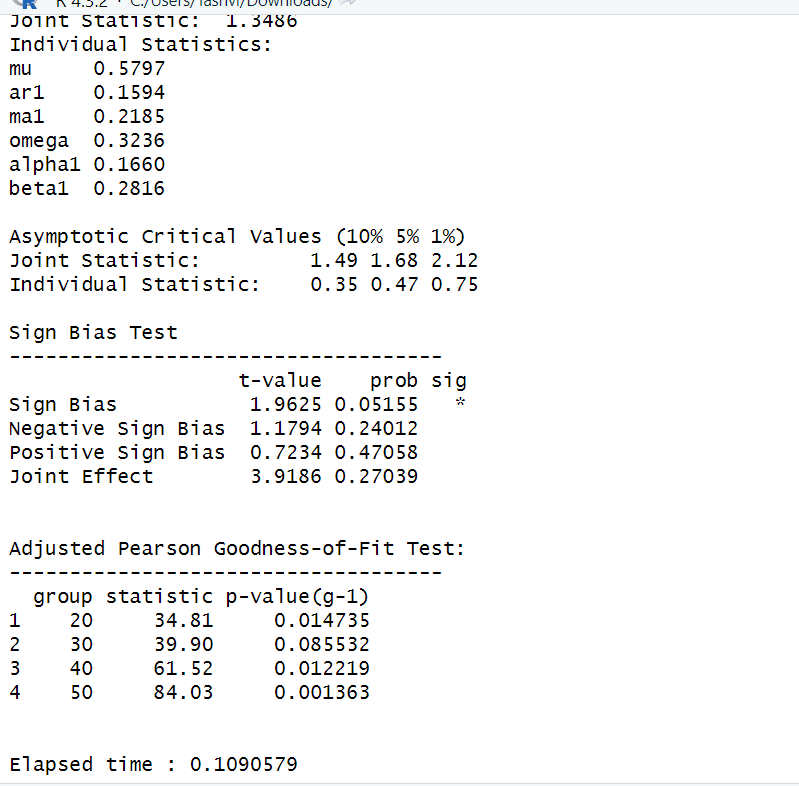 R 4.3.2 · C:/Users/Tashvi/Downloads/
Joint Statistic:  1.3486
Individual Statistics:
mu     0.5797
ar1    0.1594
ma1    0.2185
omega  0.3236
alpha1 0.1660
beta1  0.2816
Asymptotic Critical Values (10% 5% 1%)
Joint Statistic:         1.49 1.68 2.12
Individual Statistic:    0.35 0.47 0.75
Sign Bias Test
------------------------------------
                   t-value    prob sig
Sign Bias           1.9625 0.05155   *
Negative Sign Bias  1.1794 0.24012
Positive Sign Bias  0.7234 0.47058
Joint Effect        3.9186 0.27039
Adjusted Pearson Goodness-of-Fit Test:
------------------------------------
  group statistic p-value(g-1)
1    20     34.81     0.014735
2    30     39.90     0.085532
3    40     61.52     0.012219
4    50     84.03     0.001363
Elapsed time : 0.1090579